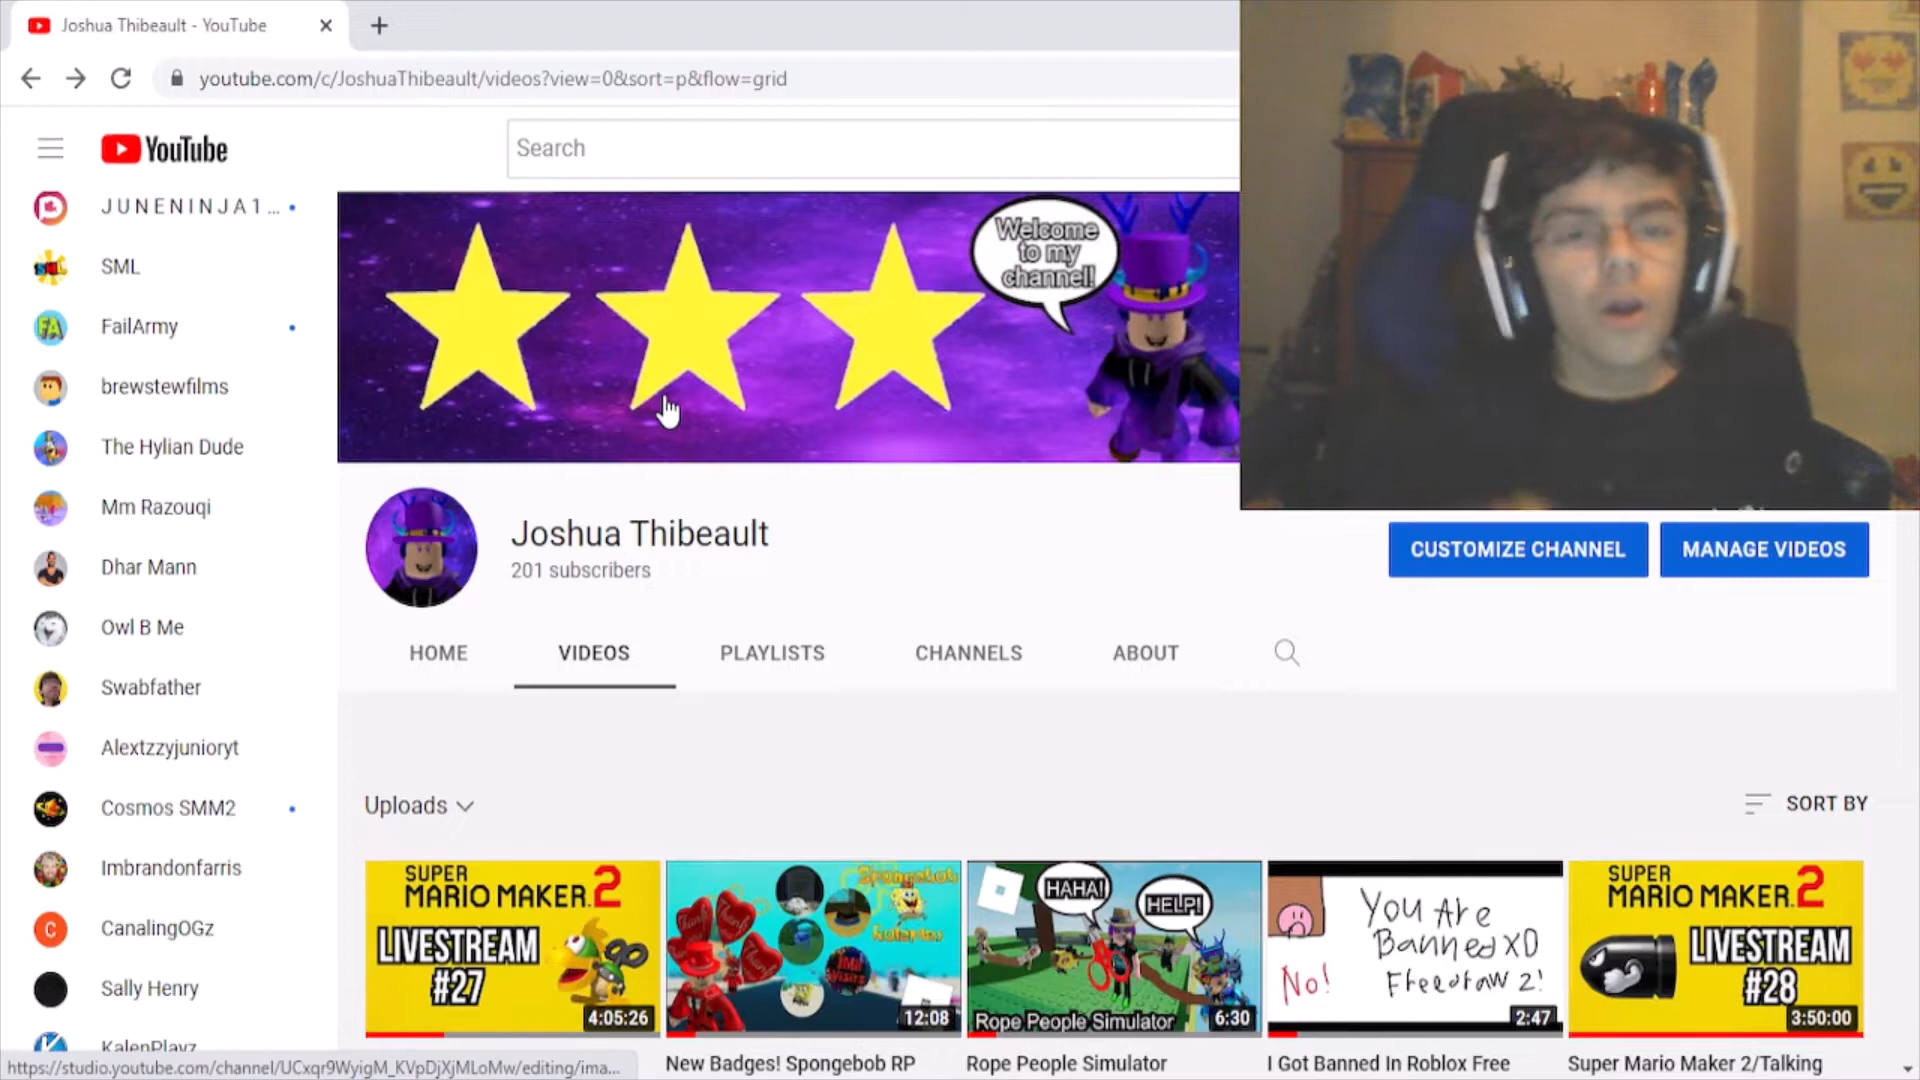 Joshua Thibeault - YouTube
youtube.com/c/JoshuaThibeault/videos?view=0&sort=p&flow=grid
YouTube
Search
JUNENINJA1...
SML
FailArmy
brewstewfilms
The Hylian Dude
Mm Razouqi
Dhar Mann
Owl B Me
Swabfather
Alextzzyjunioryt
Cosmos SMM2
Imbrandonfarris
C
CanalingOGz
Sally Henry
KalenPlayz
Welcome
to my
channel!
Joshua Thibeault
201 subscribers
CUSTOMIZE CHANNEL
MANAGE VIDEOS
HOME
VIDEOS
PLAYLISTS
CHANNELS
ABOUT
Uploads
SORT BY
SUPER
MARIO MAKER 2
LIVESTREAM
#27
4:05:26
Spongebob
12:08
New Badges! Spongebob RP
HAHA!
HELP!
Rope People Simulator
6:30
Rope People Simulator
You Are
Banned XD
Freedraw 2!
No!
2:47
I Got Banned In Roblox Free
SUPER
MARIO MAKER 2
LIVESTREAM
#28
3:50:00
Super Mario Maker 2/Talking
https://studio.youtube.com/channel/UCxqr9WyigM_KVpDjXjMLoMw/editing/ima...